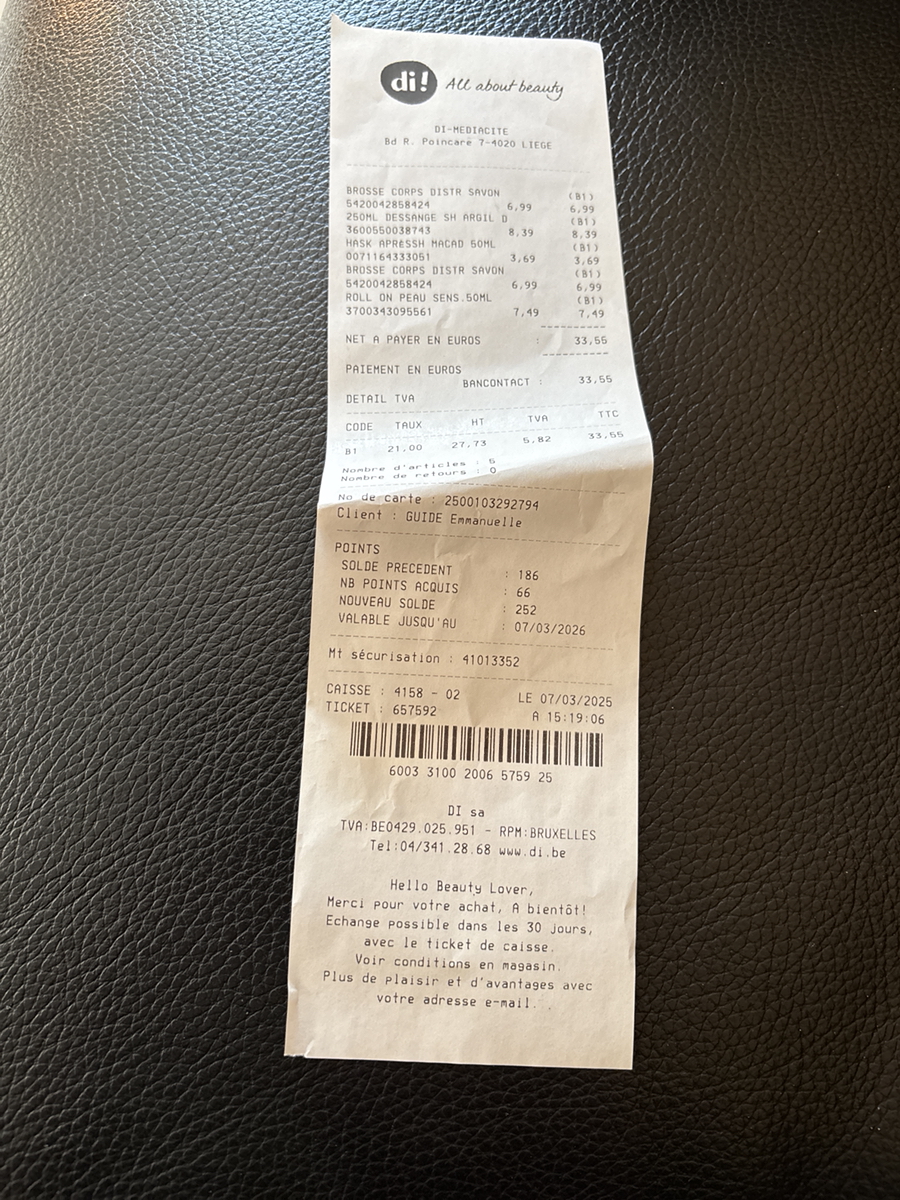 di! All about beauty
DI-MEDIACITE
Bd R. Poincaré 7-4020 LIEGE
BROSSE CORPS DISTR SAVON (B1)
5420042858424 6,99 6,99
250ML DESSANGE SH ARGIL D (B1)
3600550038743 8,39 8,39
HASK APRESSH MACAD 50ML (B1)
0071164333051 3,69 3,69
BROSSE CORPS DISTR SAVON (B1)
5420042858424 6,99 6,99
ROLL ON PEAU SENS.50ML (B1)
3700343095561 7,49 7,49
NET A PAYER EN EUROS : 33,55
PAIEMENT EN EUROS
BANCONTACT : 33,55
DETAIL TVA
CODE TAUX HT TVA TTC
B1 21,00 27,73 5,82 33,55
Nombre d'articles : 5
Nombre de retours : 0
No de carte : 2500103292794
Client : GUIDE Emmanuelle
POINTS
SOLDE PRECEDENT : 186
NB POINTS ACQUIS : 66
NOUVEAU SOLDE : 252
VALABLE JUSQU'AU : 07/03/2026
Mt sécurisation : 41013352
CAISSE : 4158 - 02 LE 07/03/2025
TICKET : 657592 A 15:19:06
6003 3100 2006 5759 25
DI sa
TVA:BE0429.025.951 - RPM:BRUXELLES
Tel:04/341.28.68 www.di.be
Hello Beauty Lover,
Merci pour votre achat, A bientôt!
Echange possible dans les 30 jours,
avec le ticket de caisse.
Voir conditions en magasin.
Plus de plaisir et d'avantages avec
votre adresse e-mail...